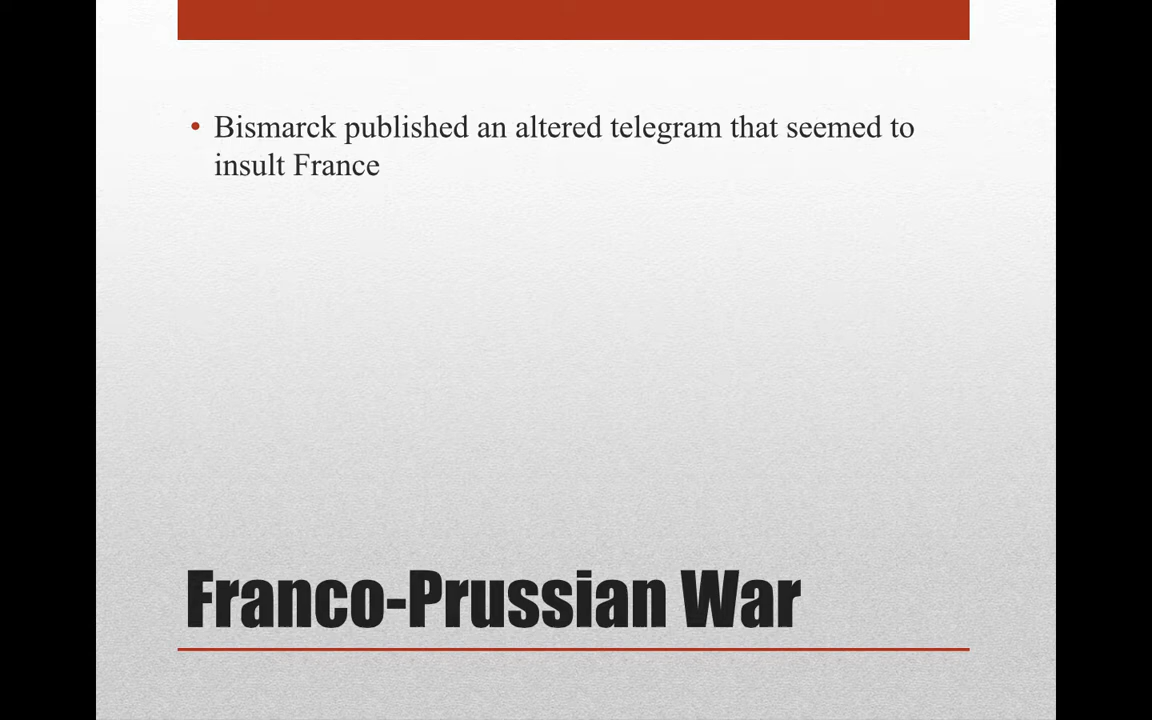 • Bismarck published an altered telegram that seemed to
insult France
Franco-Prussian War